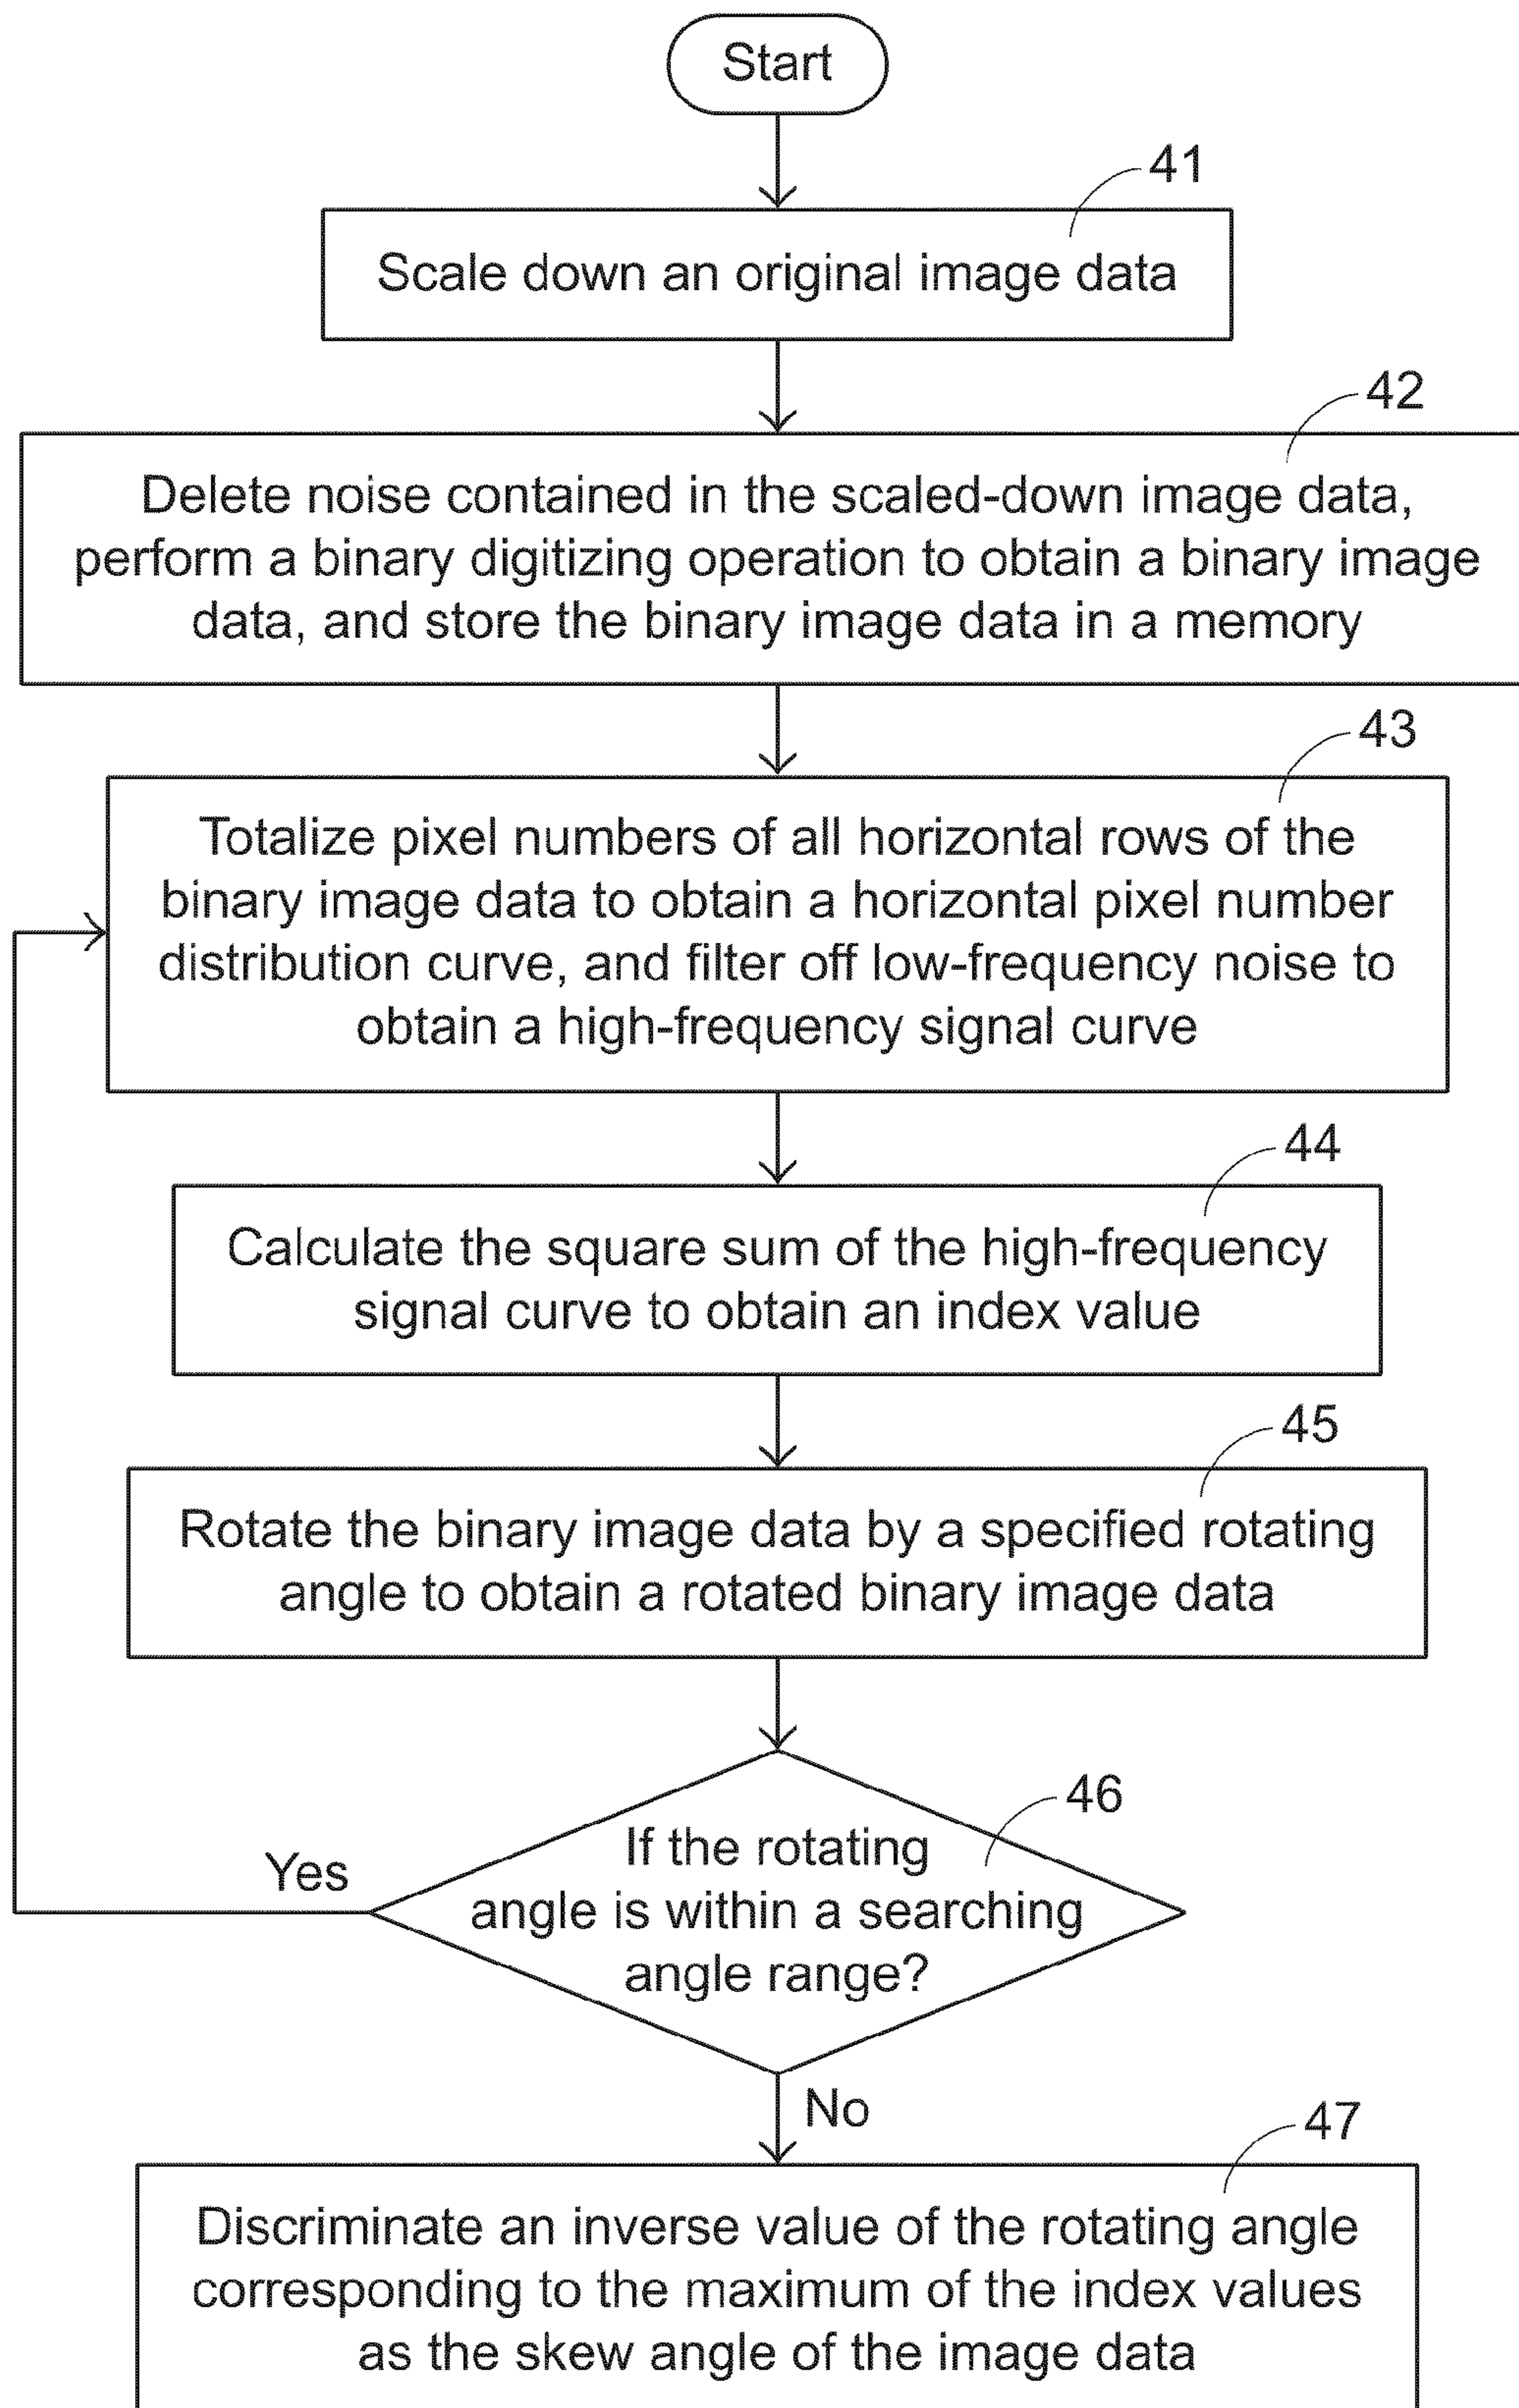 Start
41
Scale down an original image data
42
Delete noise contained in the scaled-down image data,
perform a binary digitizing operation to obtain a binary image
data, and store the binary image data in a memory
43
Totalize pixel numbers of all horizontal rows of the
binary image data to obtain a horizontal pixel number
distribution curve, and filter off low-frequency noise to
obtain a high-frequency signal curve
44
Calculate the square sum of the high-frequency
signal curve to obtain an index value
45
Rotate the binary image data by a specified rotating
angle to obtain a rotated binary image data
46
If the rotating
angle is within a searching
angle range?
Yes
No
47
Discriminate an inverse value of the rotating angle
corresponding to the maximum of the index values
as the skew angle of the image data